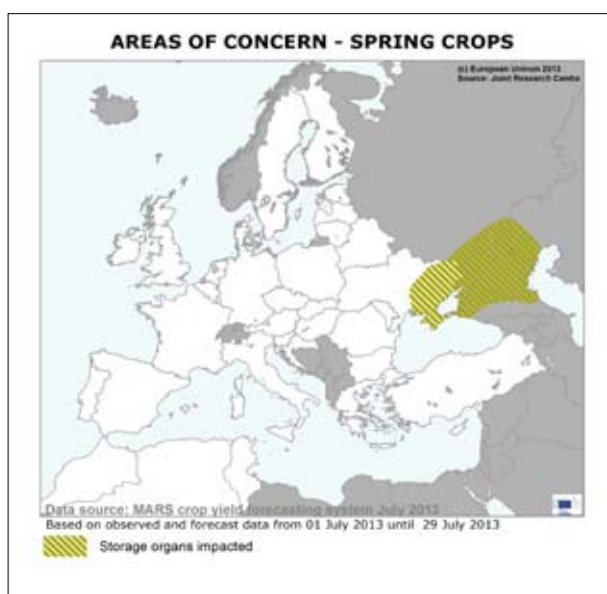 AREAS OF CONCERN - SPRING CROPS
(c) European Uninon 2013
Source: Joint Research Centre
Data source: MARS crop yield forecasting system July 2013
Based on observed and forecast data from 01 July 2013 until 29 July 2013
Storage organs impacted